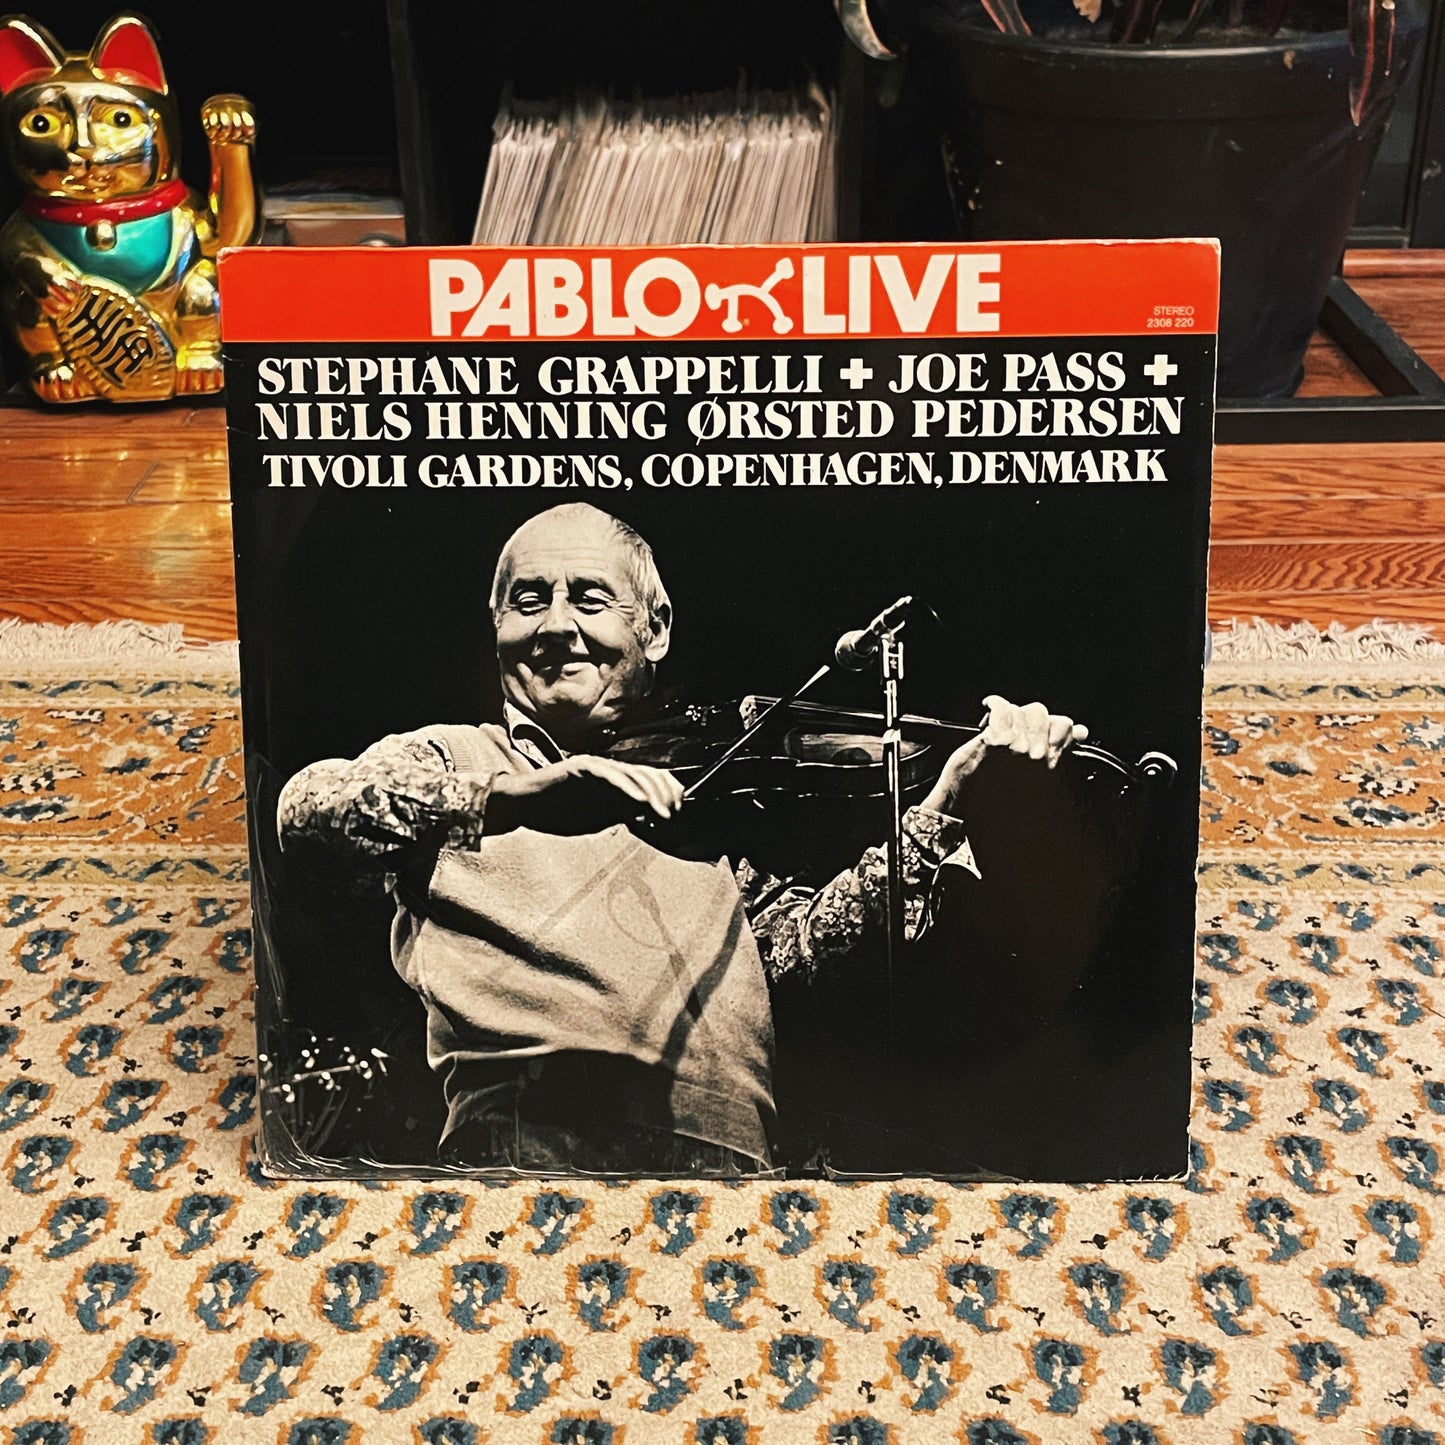 PABLO LIVE
STEREO
2308 220
STEPHANE GRAPPELLI + JOE PASS +
NIELS HENNING ØRSTED PEDERSEN
TIVOLI GARDENS, COPENHAGEN, DENMARK